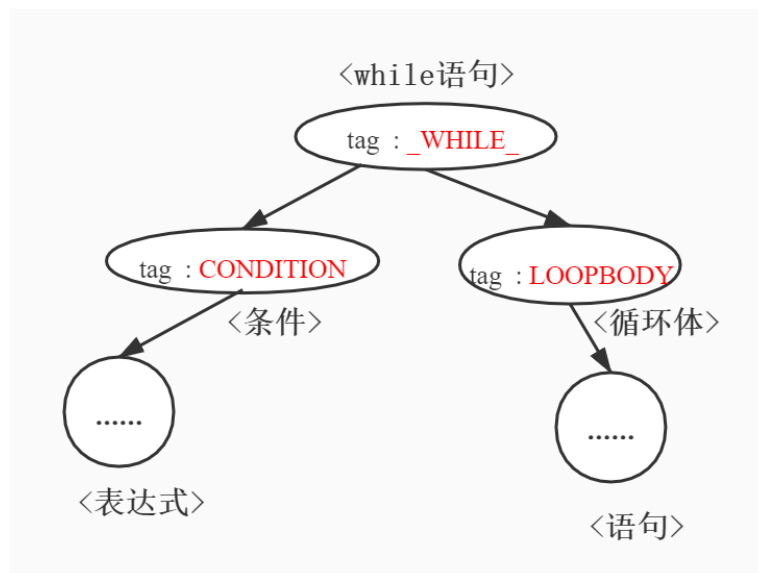 <while语句>
tag : _WHILE_
tag : CONDITION
tag : LOOPBODY
<条件>
<循环体>
......
......
<表达式>
<语句>